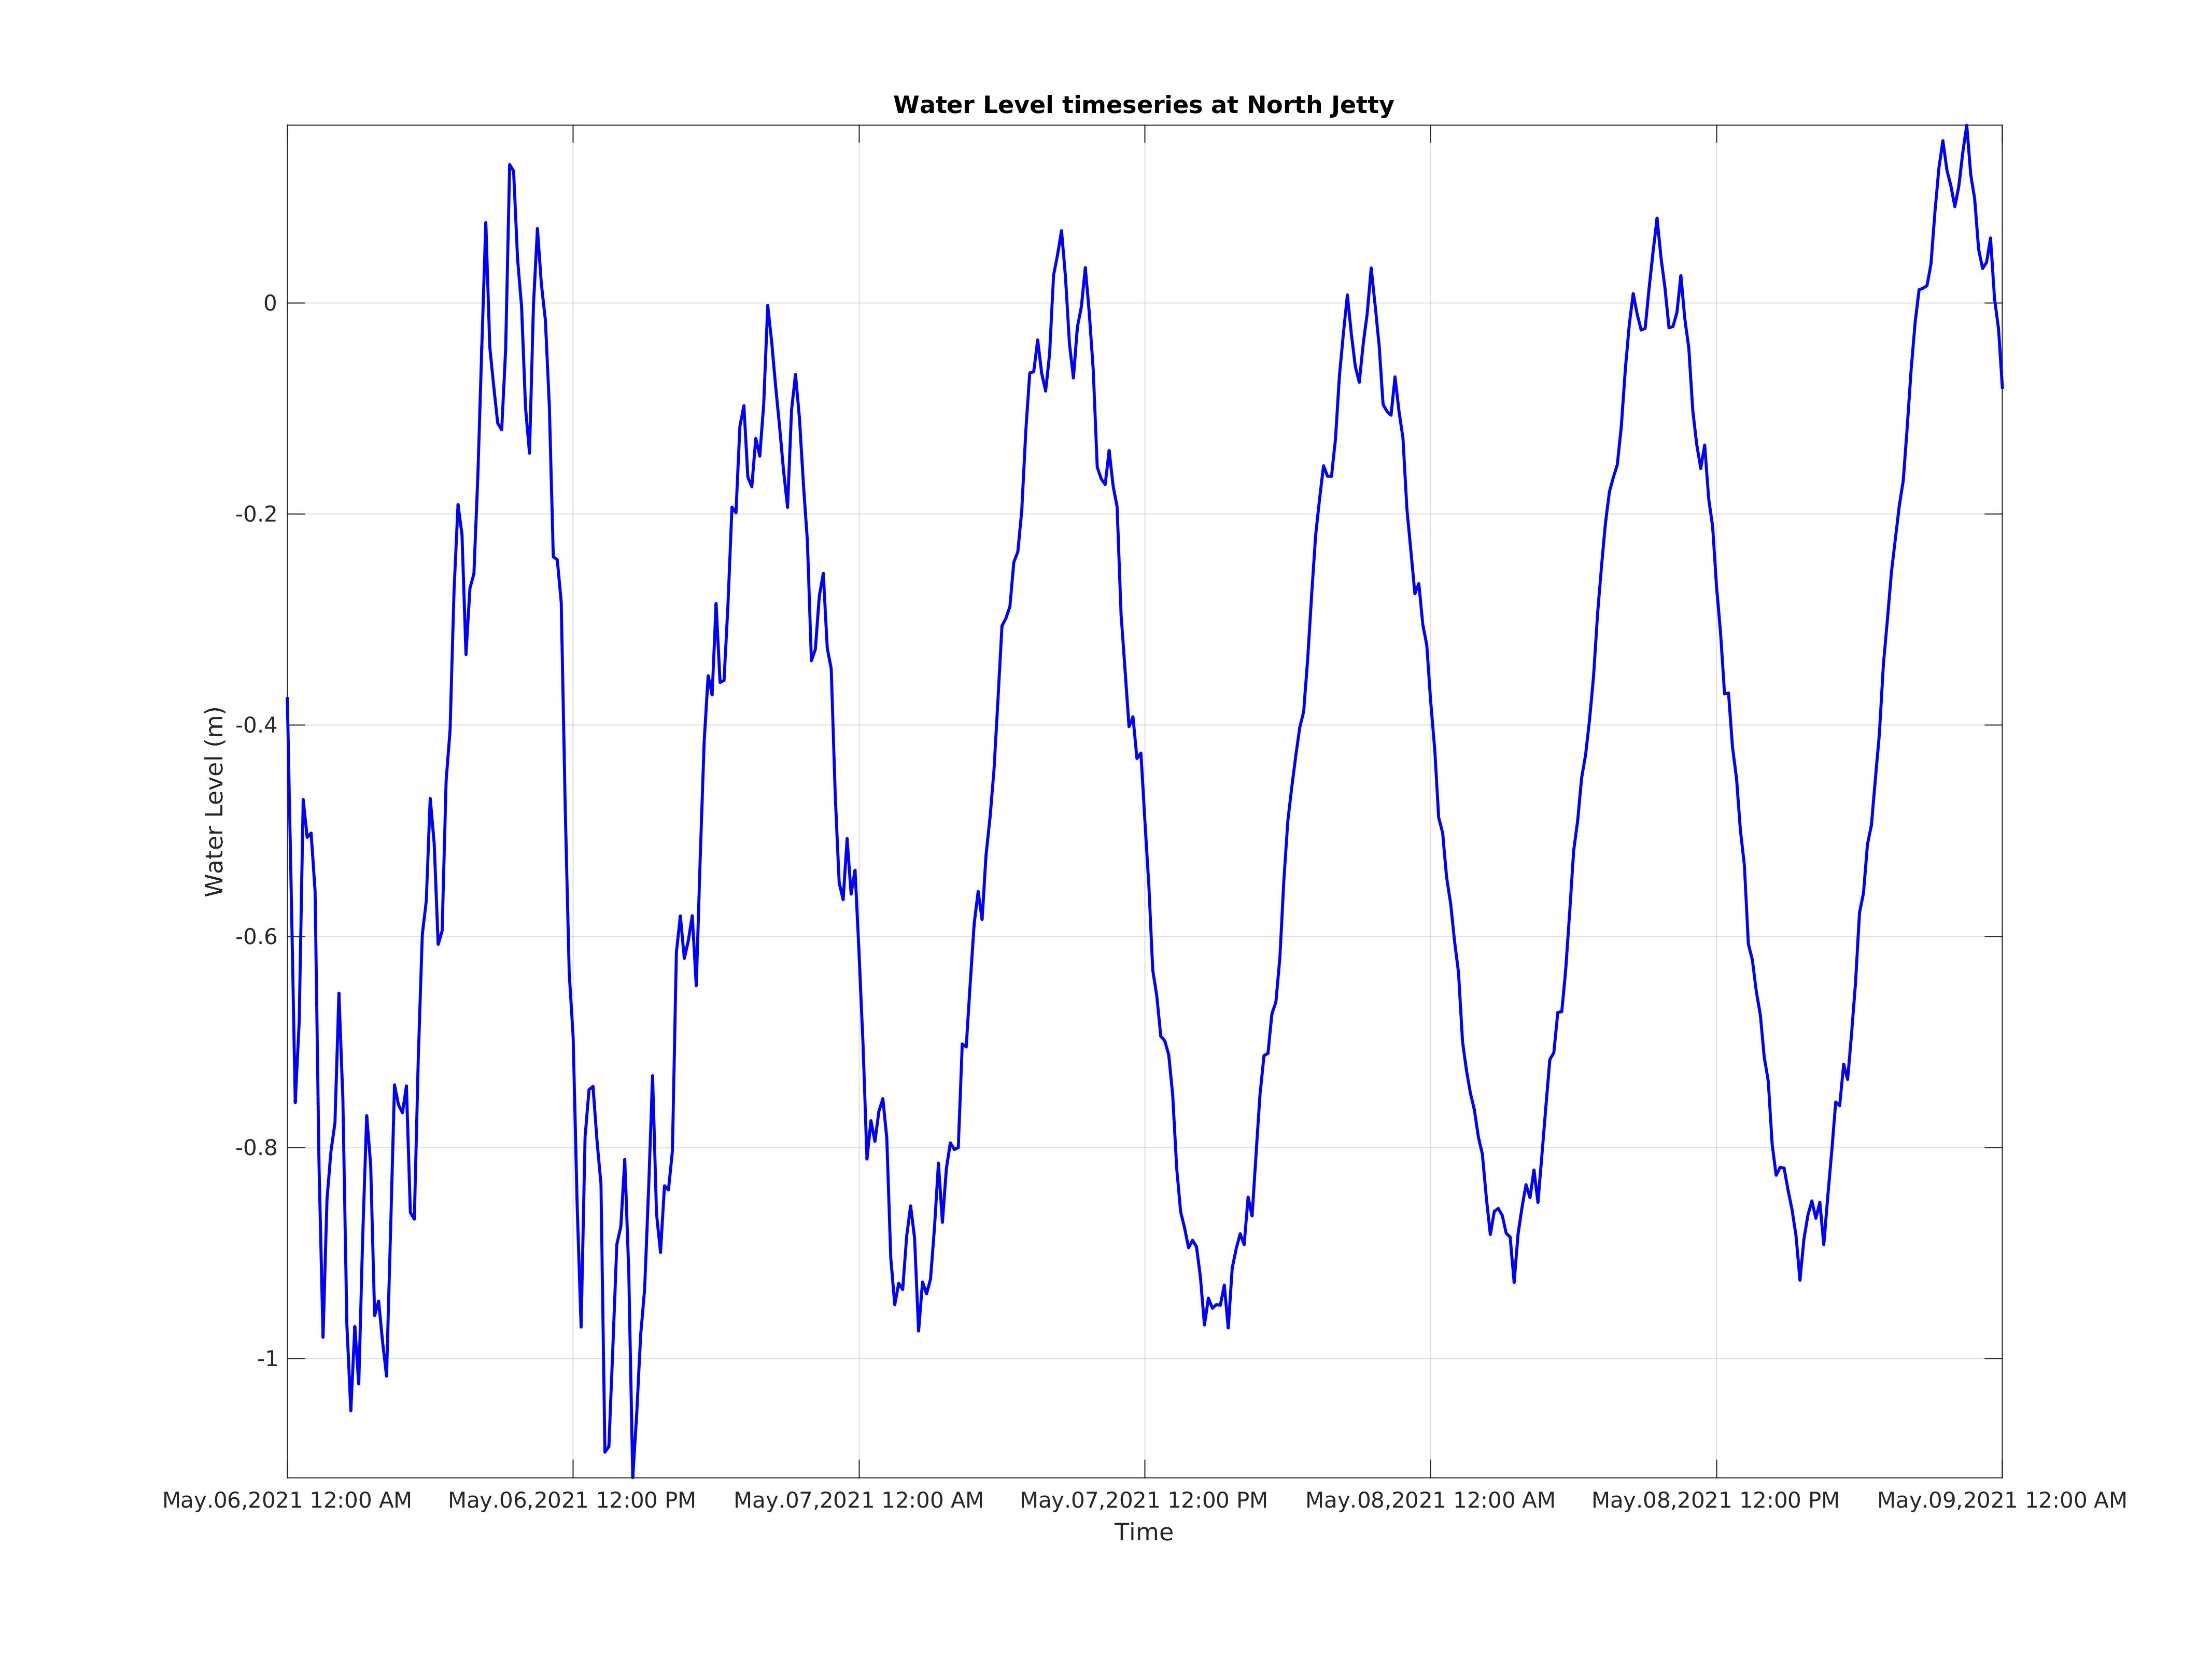 Water Level timeseries at North Jetty
Water Level (m)
0
-0.2
-0.4
-0.6
-0.8
-1
May.06,2021 12:00 AM
May.06,2021 12:00 PM
May.07,2021 12:00 AM
May.07,2021 12:00 PM
May.08,2021 12:00 AM
May.08,2021 12:00 PM
May.09,2021 12:00 AM
Time